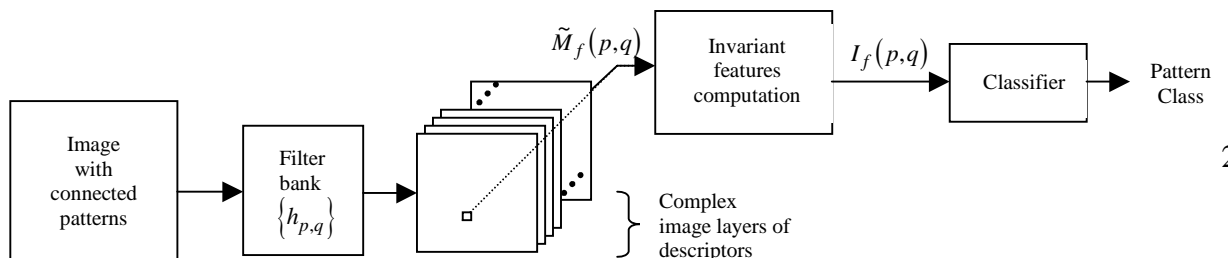 Image
with
connected
patterns
Filter
bank
{h_{p,q}}
M̃_f(p,q)
Complex
image layers of
descriptors
Invariant
features
computation
I_f(p,q)
Classifier
Pattern
Class
2